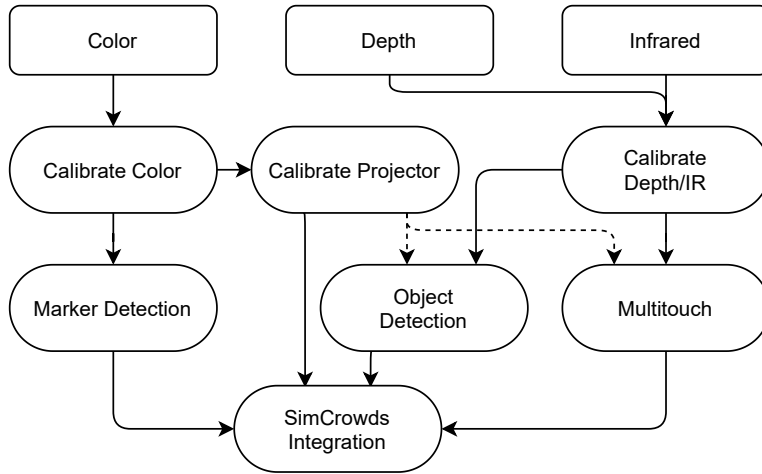 Color
Depth
Infrared
Calibrate Color
Calibrate Projector
Calibrate
Depth/IR
Marker Detection
Object
Detection
Multitouch
SimCrowds
Integration